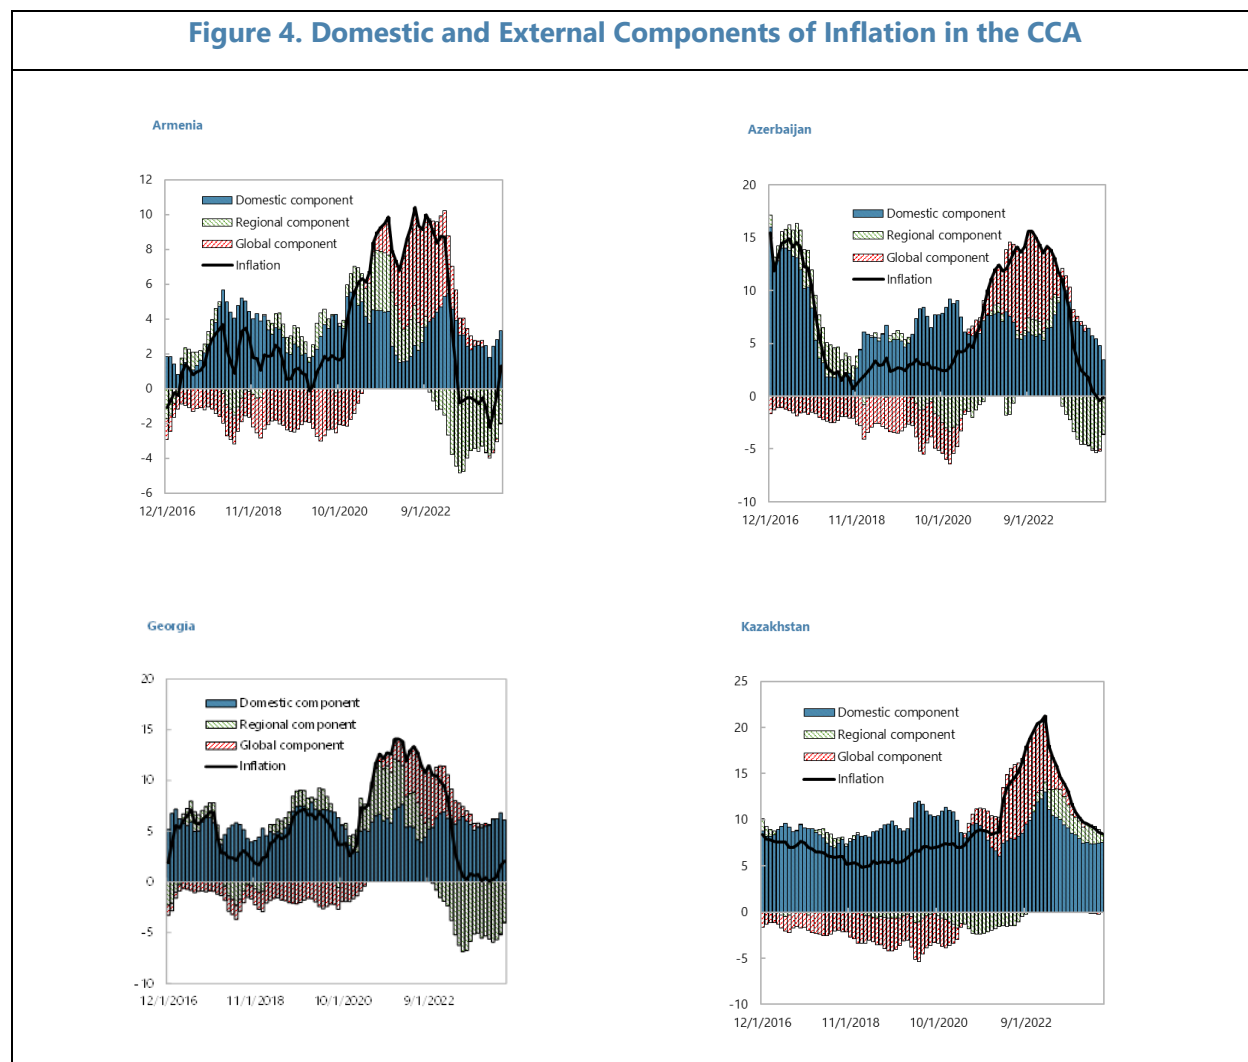 Figure 4. Domestic and External Components of Inflation in the CCA
Armenia
12
10
8
6
4
2
0
-2
-4
-6
Domestic component
Regional component
Global component
Inflation
12/1/2016 11/1/2018 10/1/2020 9/1/2022
Azerbaijan
20
15
10
5
0
-5
-10
Domestic component
Regional component
Global component
Inflation
12/1/2016 11/1/2018 10/1/2020 9/1/2022
Georgia
20
15
10
5
0
-5
-10
Domestic component
Regional component
Global component
Inflation
12/1/2016 11/1/2018 10/1/2020 9/1/2022
Kazakhstan
25
20
15
10
5
0
-5
-10
Domestic component
Regional component
Global component
Inflation
12/1/2016 11/1/2018 10/1/2020 9/1/2022